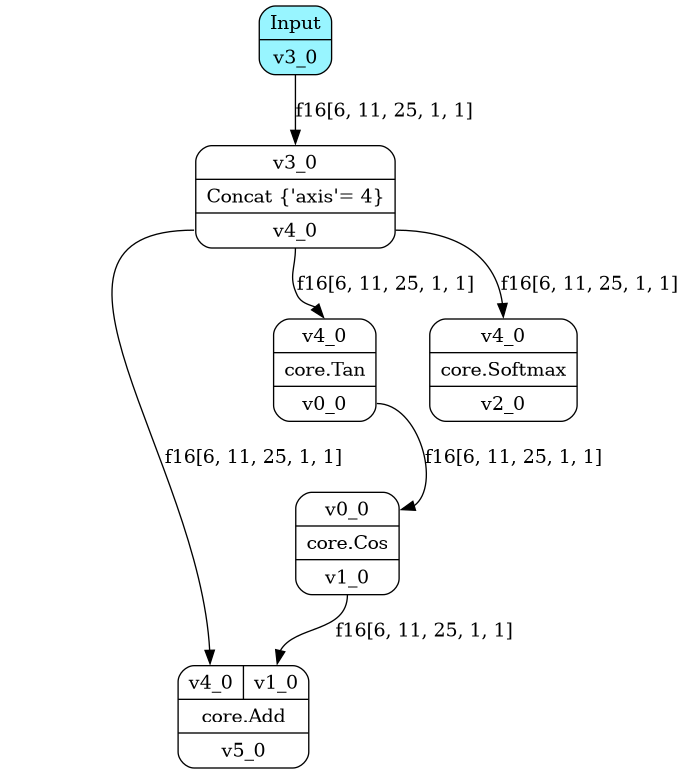 Input
v3_0
f16[6, 11, 25, 1, 1]
v3_0
Concat {'axis'= 4}
v4_0
f16[6, 11, 25, 1, 1]
f16[6, 11, 25, 1, 1]
v4_0
core.Tan
v0_0
v4_0
core.Softmax
v2_0
f16[6, 11, 25, 1, 1]
f16[6, 11, 25, 1, 1]
v0_0
core.Cos
v1_0
f16[6, 11, 25, 1, 1]
v4_0 v1_0
core.Add
v5_0